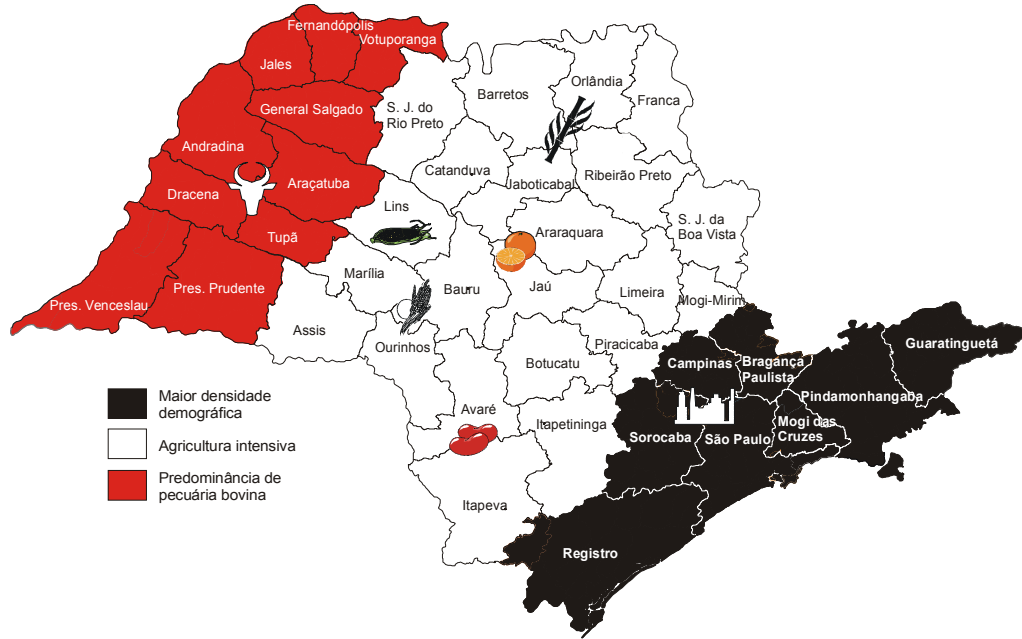 Fernandópolis
Votuporanga
Jales
General Salgado
Andradina
Dracena
Araçatuba
Tupã
Pres. Venceslau
Pres. Prudente
S. J. do
Rio Preto
Barretos
Orlândia
Franca
Catanduva
Jaboticabal
Ribeirão Preto
Lins
Araraquara
S. J. da
Boa Vista
Marília
Bauru
Jaú
Limeira
Mogi-Mirim
Assis
Ourinhos
Piracicaba
Botucatu
Avaré
Itapetininga
Itapeva
Campinas
Bragança
Paulista
Guaratinguetá
Pindamonhangaba
Mogi das
Cruzes
Sorocaba
São Paulo
Registro
Maior densidade
demográfica
Agricultura intensiva
Predominância de
pecuária bovina